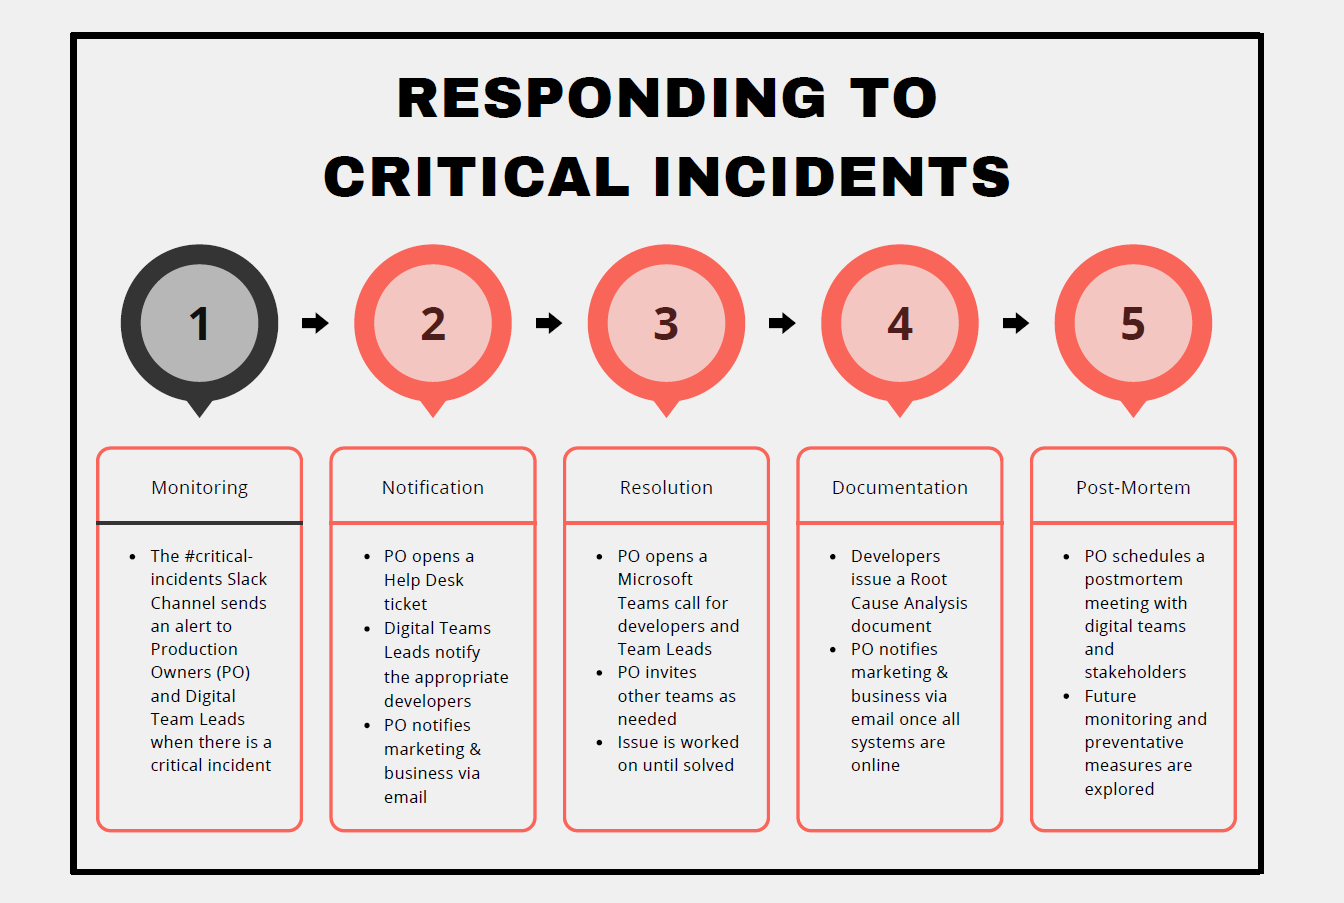 RESPONDING TO
CRITICAL INCIDENTS
1
2
3
4
5
Monitoring
• The #critical-
incidents Slack
Channel sends
an alert to
Production
Owners (PO)
and Digital
Team Leads
when there is a
critical incident
Notification
• PO opens a
Help Desk
ticket
• Digital Teams
Leads notify
the appropriate
developers
• PO notifies
marketing &
business via
email
Resolution
• PO opens a
Microsoft
Teams call for
developers and
Team Leads
• PO invites
other teams as
needed
• Issue is worked
on until solved
Documentation
• Developers
issue a Root
Cause Analysis
document
• PO notifies
marketing &
business via
email once all
systems are
online
Post-Mortem
• PO schedules a
postmortem
meeting with
digital teams
and
stakeholders
• Future
monitoring and
preventative
measures are
explored